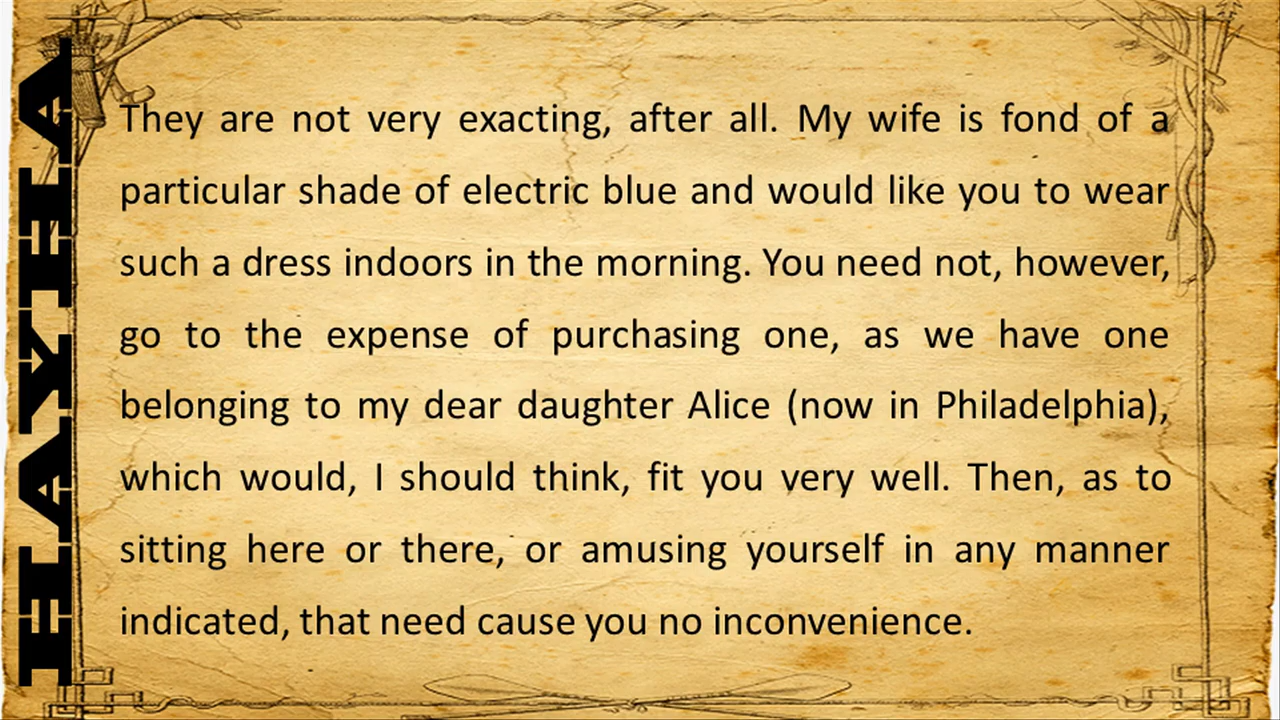 HAYHA
They are not very exacting, after all. My wife is fond of a
particular shade of electric blue and would like you to wear
such a dress indoors in the morning. You need not, however,
go to the expense of purchasing one, as we have one
belonging to my dear daughter Alice (now in Philadelphia),
which would, I should think, fit you very well. Then, as to
sitting here or there, or amusing yourself in any manner
indicated, that need cause you no inconvenience.